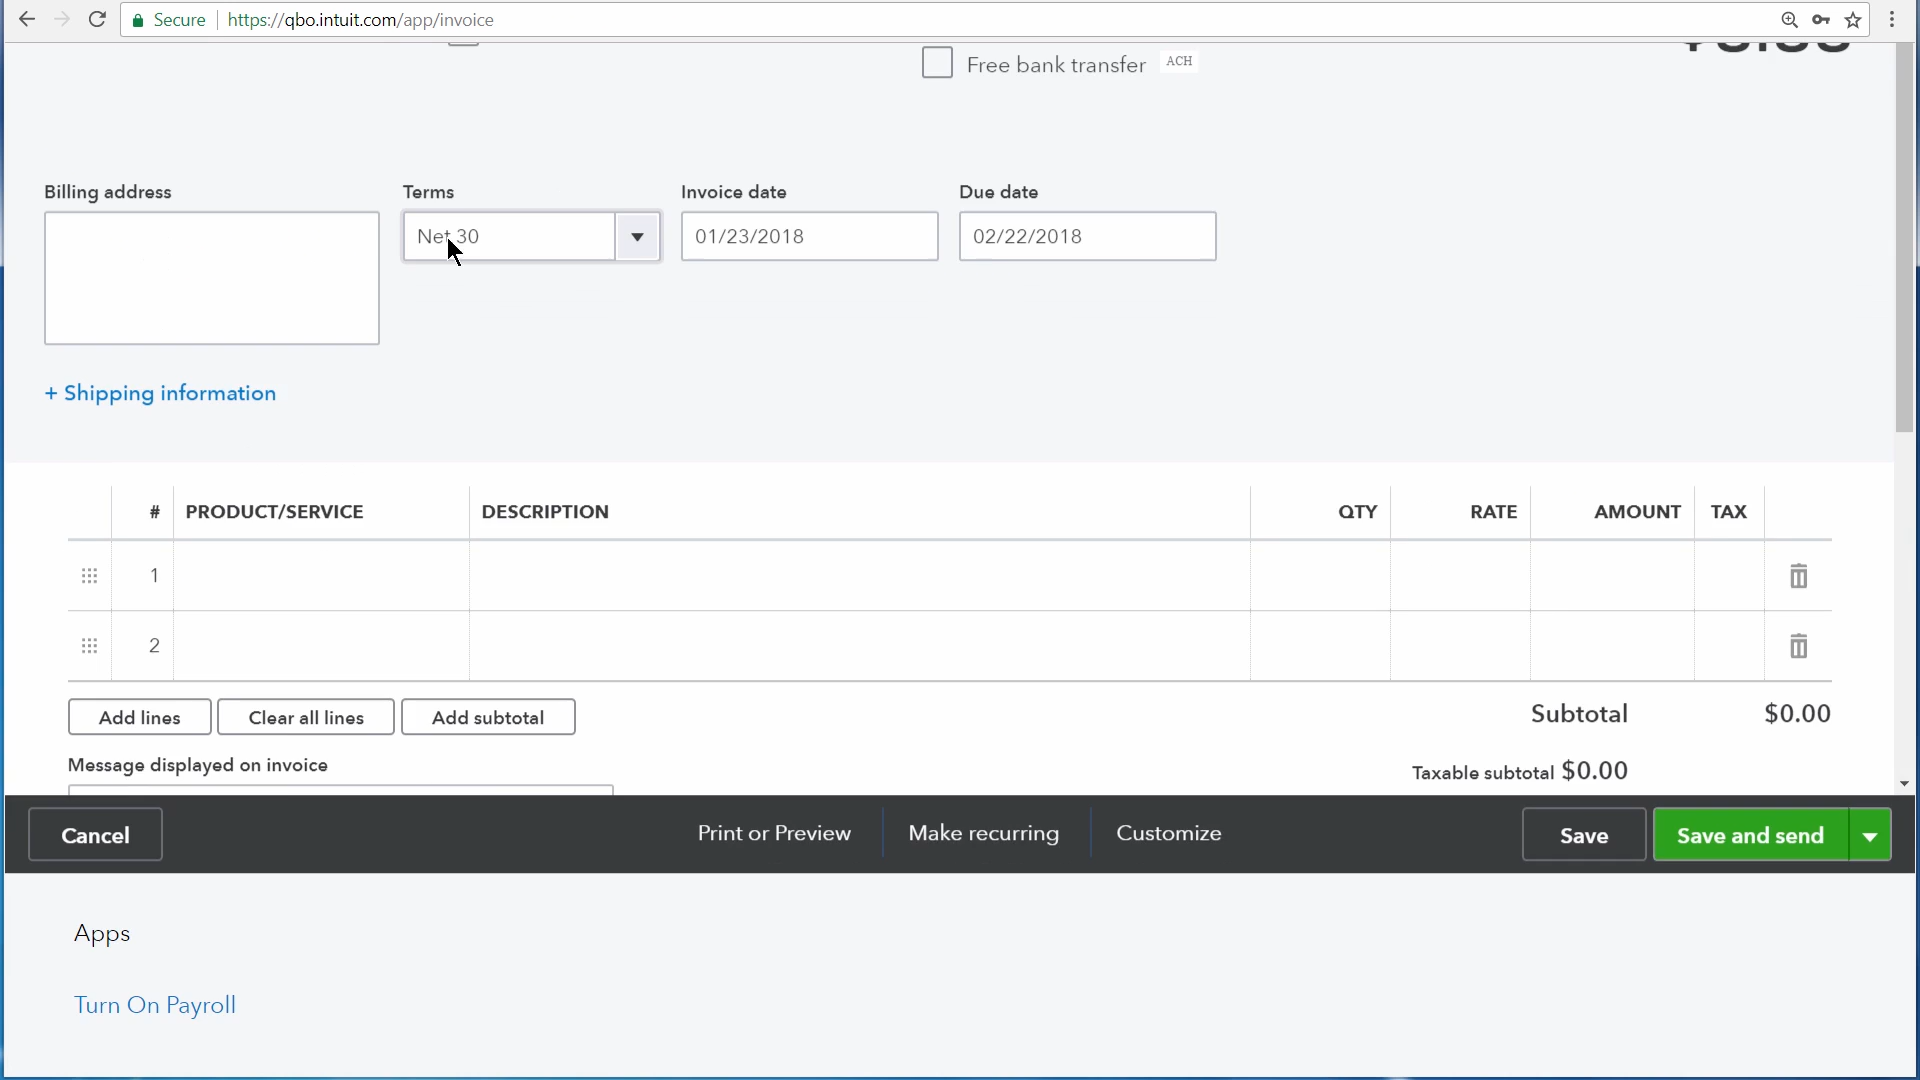 Secure https://qbo.intuit.com/app/invoice
Free bank transfer ACH
Billing address Terms Invoice date Due date
Net 30 01/23/2018 02/22/2018
+ Shipping information
# PRODUCT/SERVICE DESCRIPTION QTY RATE AMOUNT TAX
1
2
Add lines Clear all lines Add subtotal Subtotal $0.00
Message displayed on invoice Taxable subtotal $0.00
Cancel Print or Preview Make recurring Customize Save Save and send
Apps
Turn On Payroll